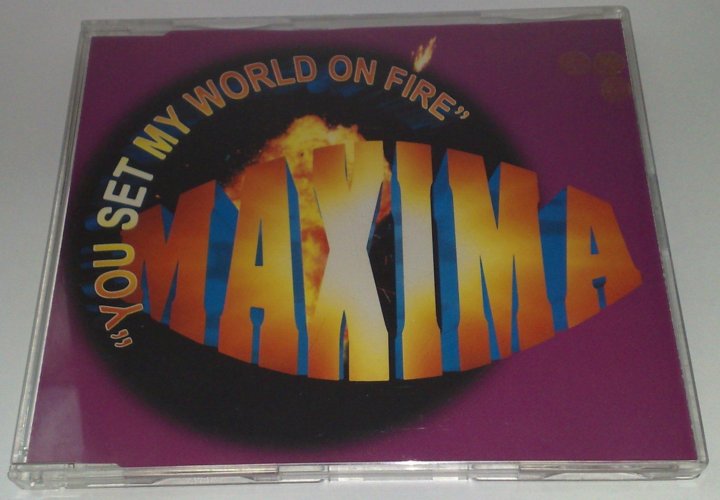 "YOU SET MY WORLD ON FIRE"
MAXIMA